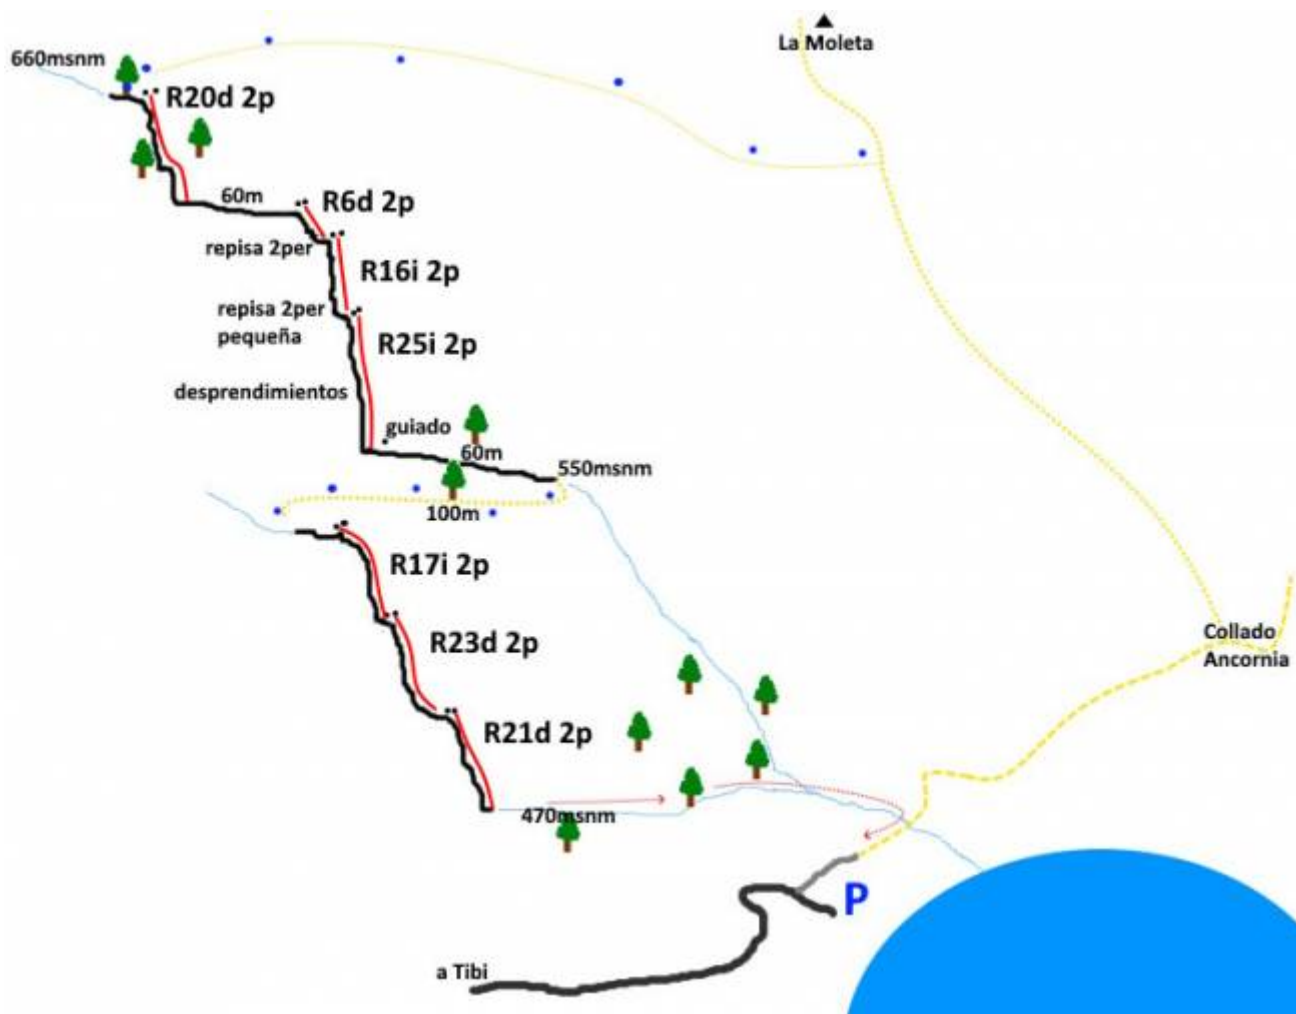 La Moleta
660msnm
R20d 2p
60m
R6d 2p
repisa 2per
R16i 2p
repisa 2per
pequeña
R25i 2p
desprendimientos
guiado
60m
550msnm
100m
R17i 2p
R23d 2p
Collado
Ancornia
R21d 2p
470msnm
P
a Tibi